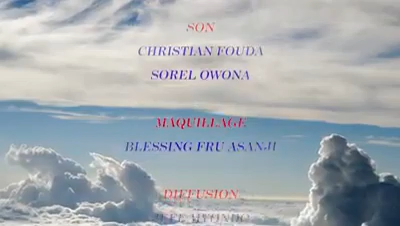 SON
CHRISTIAN FOUDA
SOREL OWONA
MAQUILLAGE
BLESSING FRU ASANJI
DIFFUSION